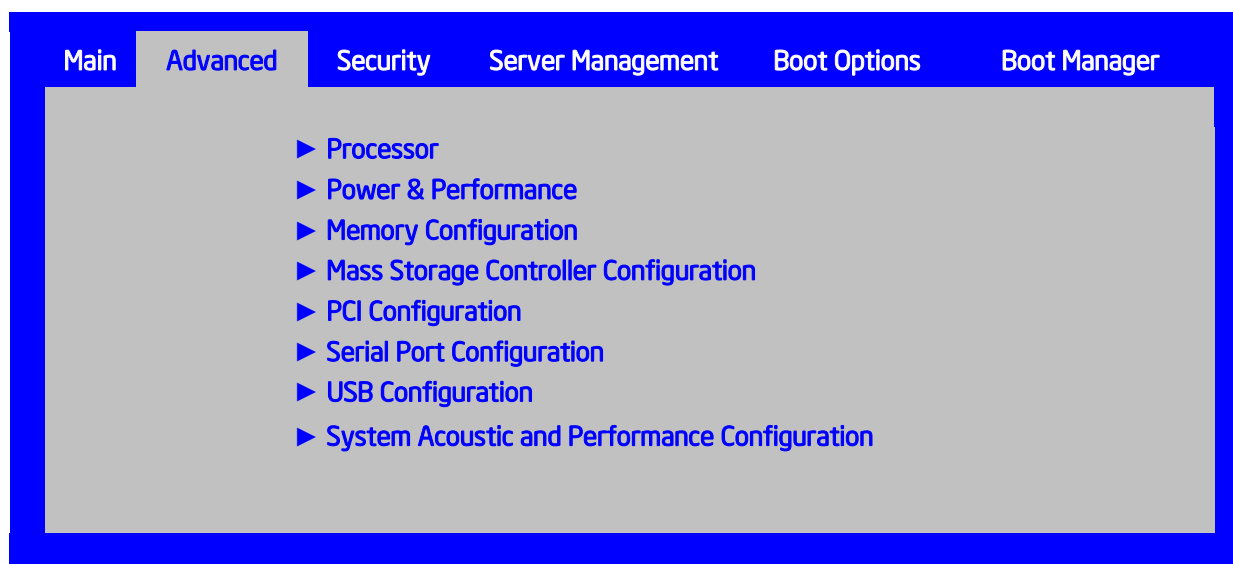 Main Advanced Security Server Management Boot Options Boot Manager
► Processor
► Power & Performance
► Memory Configuration
► Mass Storage Controller Configuration
► PCI Configuration
► Serial Port Configuration
► USB Configuration
► System Acoustic and Performance Configuration